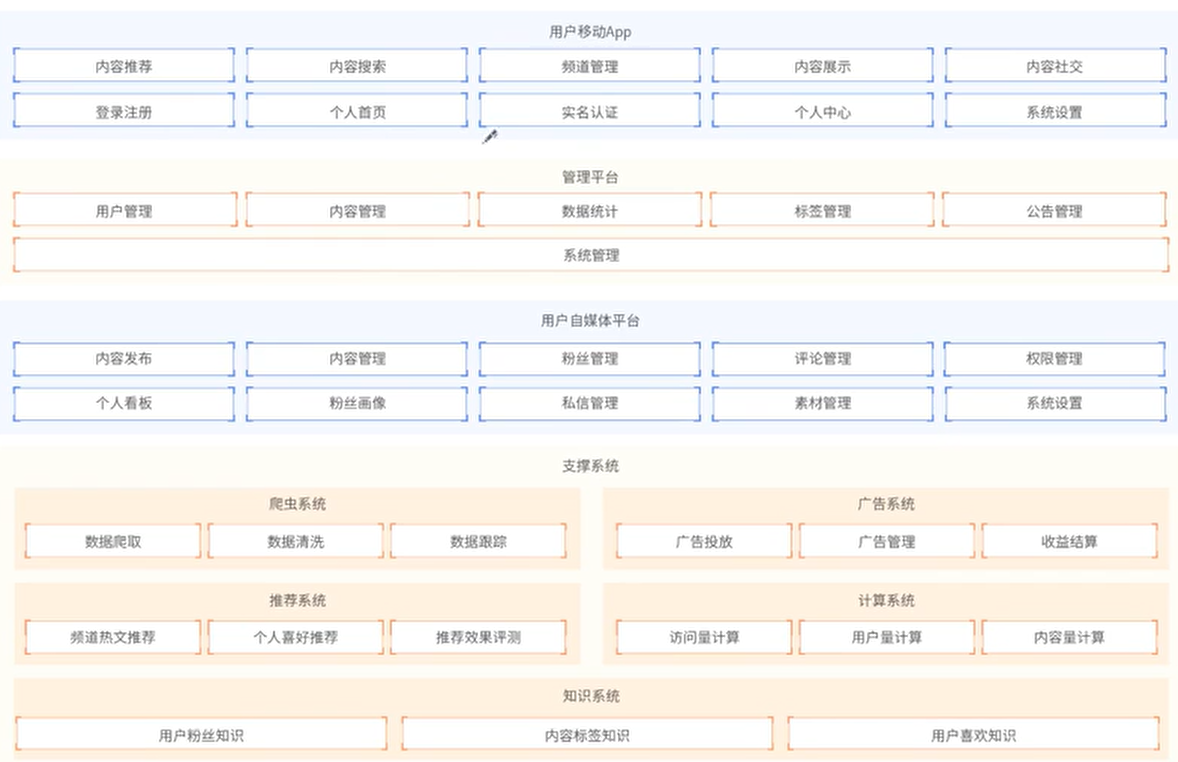 用户移动App
内容推荐 内容搜索 频道管理 内容展示 内容社交
登录注册 个人首页 实名认证 个人中心 系统设置
管理平台
用户管理 内容管理 数据统计 标签管理 公告管理
系统管理
用户自媒体平台
内容发布 内容管理 粉丝管理 评论管理 权限管理
个人看板 粉丝画像 私信管理 素材管理 系统设置
支撑系统
爬虫系统 广告系统
数据爬取 数据清洗 数据跟踪 广告投放 广告管理 收益结算
推荐系统 计算系统
频道热文推荐 个人喜好推荐 推荐效果评测 访问量计算 用户量计算 内容量计算
知识系统
用户粉丝知识 内容标签知识 用户喜欢知识